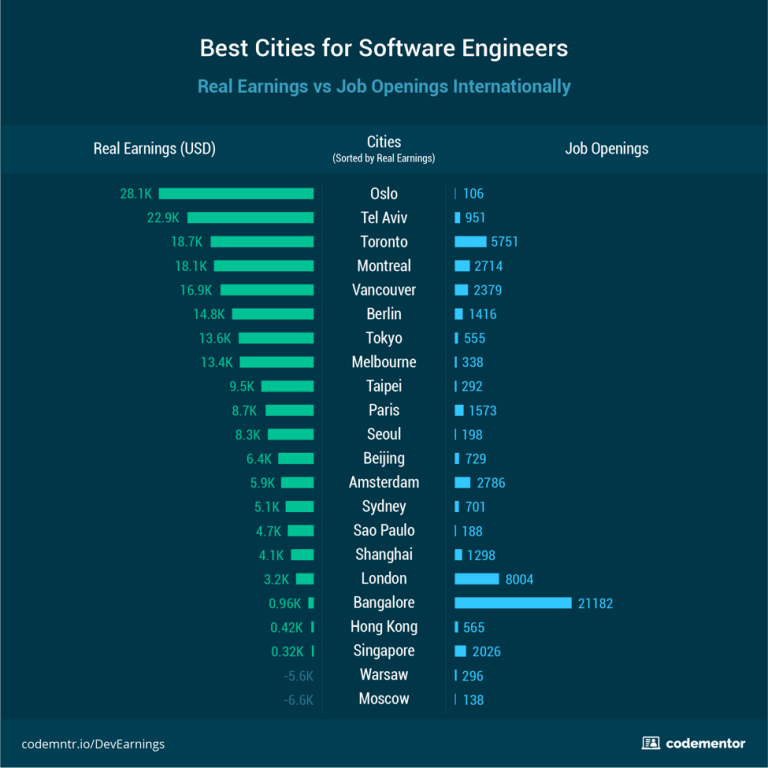 Best Cities for Software Engineers
Real Earnings vs Job Openings Internationally
Real Earnings (USD) Cities Job Openings
(Sorted by Real Earnings)
28.1K Oslo 106
22.9K Tel Aviv 951
18.7K Toronto 5751
18.1K Montreal 2714
16.9K Vancouver 2379
14.8K Berlin 1416
13.6K Tokyo 555
13.4K Melbourne 338
9.5K Taipei 292
8.7K Paris 1573
8.3K Seoul 198
6.4K Beijing 729
5.9K Amsterdam 2786
5.1K Sydney 701
4.7K Sao Paulo 188
4.1K Shanghai 1298
3.2K London 8004
0.96K Bangalore 21182
0.42K Hong Kong 565
0.32K Singapore 2026
-5.6K Warsaw 296
-6.6K Moscow 138
codemntr.io/DevEarnings codementor